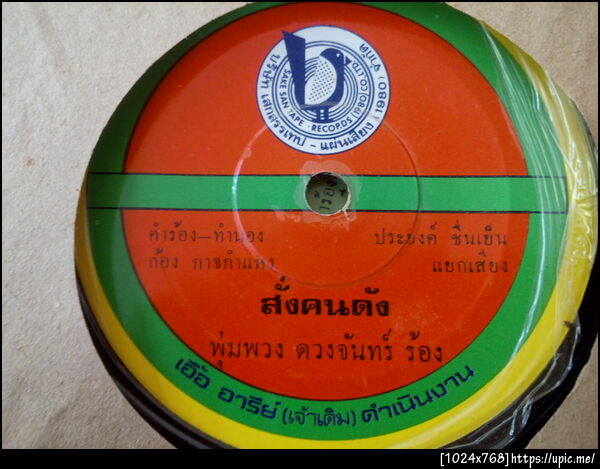 บริษัท เสกสรรเทป - แผ่นเสียง (1980) จำกัด
SAKE SAN TAPE RECORDS (1980) CO.,LTD.
คำร้อง-ทำนอง
ก้อง กาจกำแหง
ประยงค์ ชื่นเย็น
แยกเสียง
สั่งคนดัง
พุ่มพวง ดวงจันทร์ ร้อง
เฮีอ อารีย์ (เจ้าเดิม) ดำเนินงาน
[1024x768]https://upic.me/